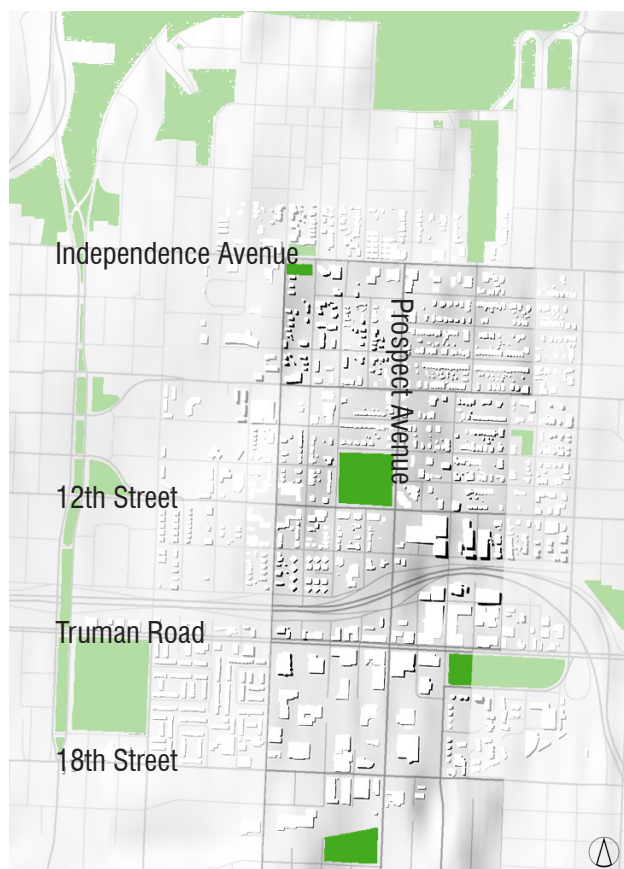 Independence Avenue
Prospect Avenue
12th Street
Truman Road
18th Street